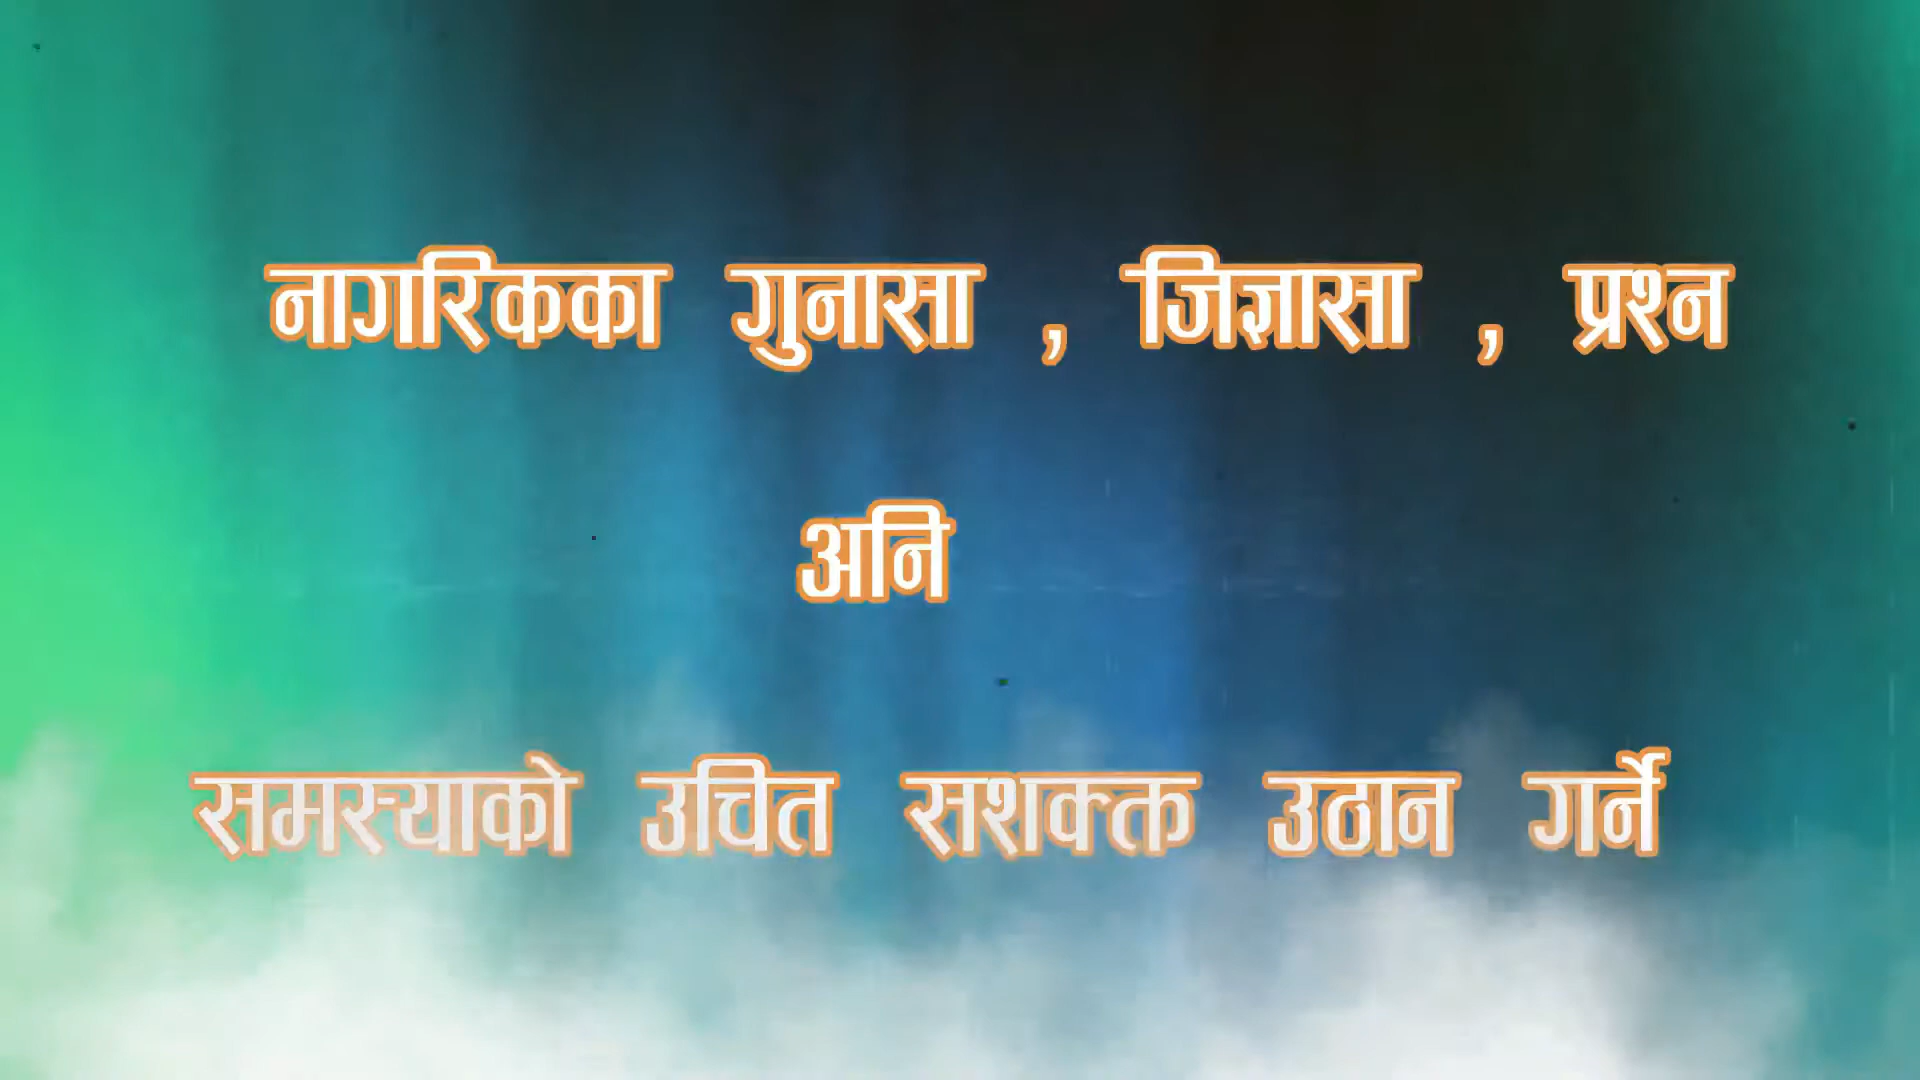 नागरिकका गुनासा , जिज्ञासा , प्रश्न
अनि
समस्याको उचित सशक्त उठान गर्ने